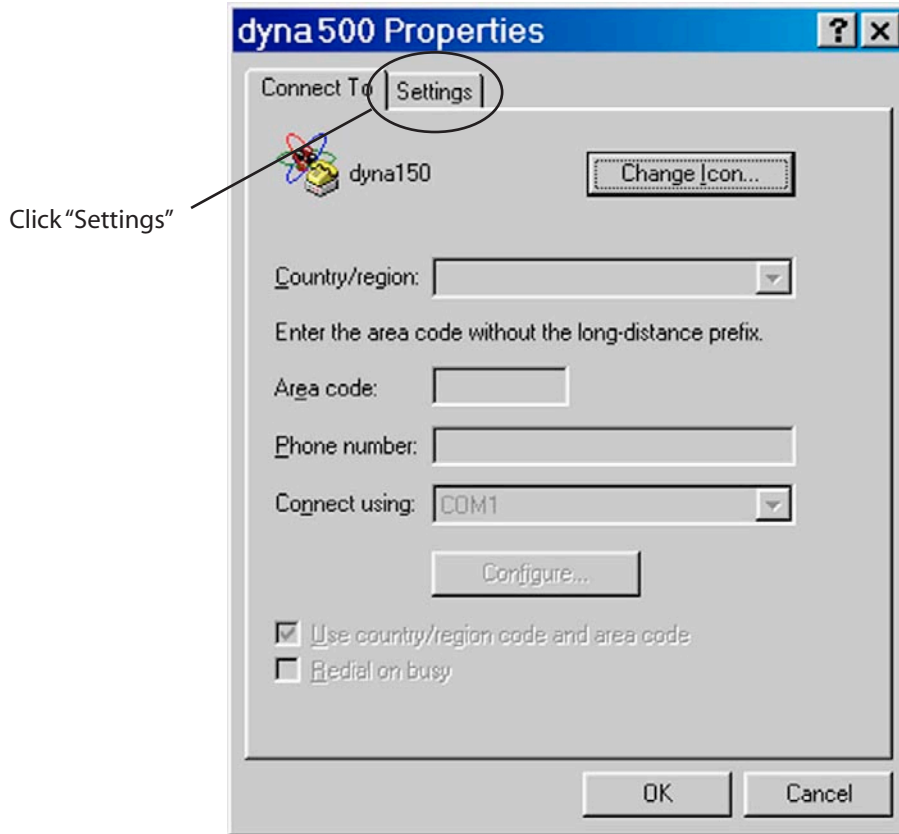 dyna500 Properties
Connect To
Settings
dyna150
Change Icon...
Click "Settings"
Country/region:
Enter the area code without the long-distance prefix.
Area code:
Phone number:
Connect using:
COM1
Configure...
Use country/region code and area code
Redial on busy
OK
Cancel